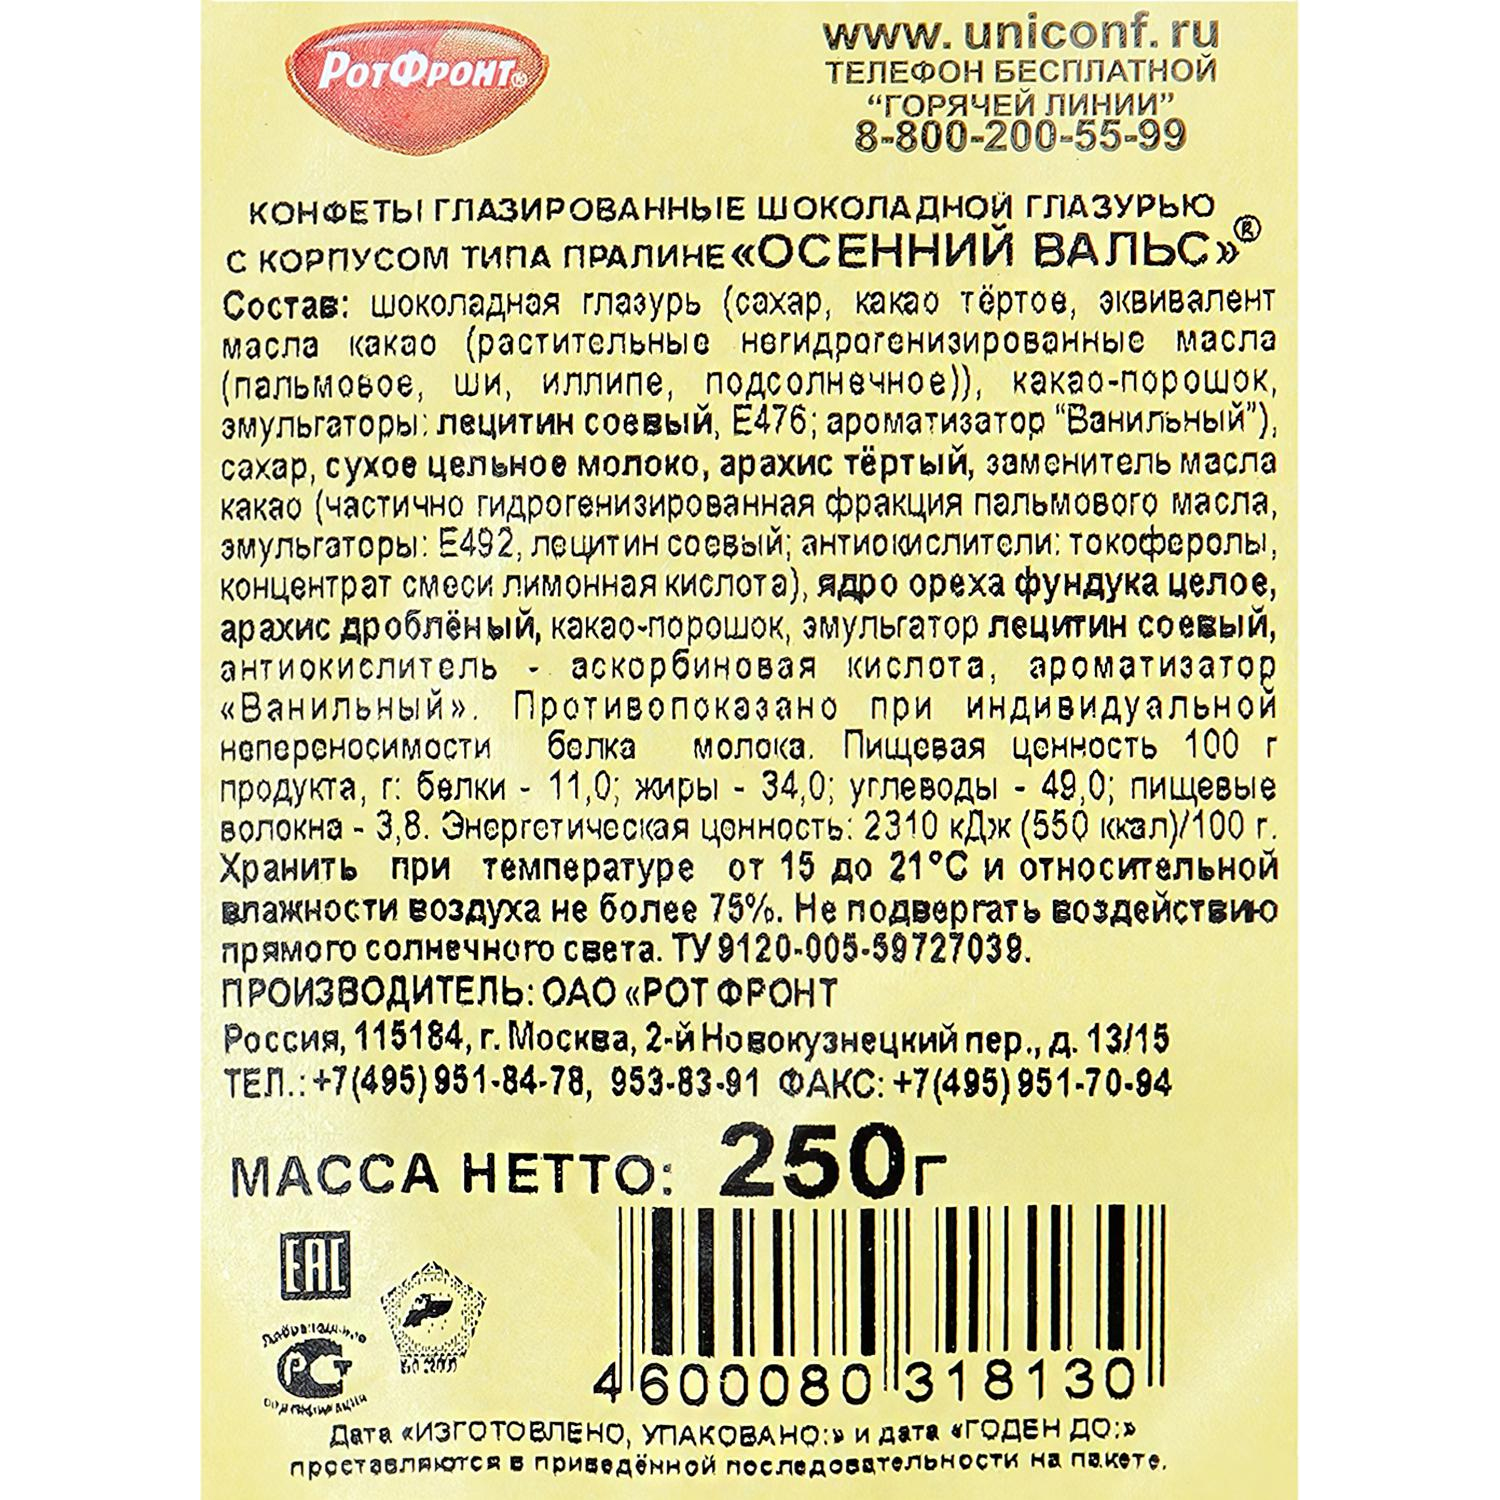 РотФронт®
www.uniconf.ru
ТЕЛЕФОН БЕСПЛАТНОЙ
“ГОРЯЧЕЙ ЛИНИИ”
8-800-200-55-99
КОНФЕТЫ ГЛАЗИРОВАННЫЕ ШОКОЛАДНОЙ ГЛАЗУРЬЮ
С КОРПУСОМ ТИПА ПРАЛИНЕ «ОСЕННИЙ ВАЛЬС»®
Состав: шоколадная глазурь (сахар, какао тёртое, эквивалент
масла какао (растительные негидрогенизированные масла
(пальмовое, ши, иллипе, подсолнечное)), какао-порошок,
эмульгаторы: лецитин соевый, Е476; ароматизатор “Ванильный”),
сахар, сухое цельное молоко, арахис тёртый, заменитель масла
какао (частично гидрогенизированная фракция пальмового масла,
эмульгаторы: Е492, лецитин соевый; антиокислители: токоферолы,
концентрат смеси лимонная кислота), ядро ореха фундука целое,
арахис дроблёный, какао-порошок, эмульгатор лецитин соевый,
антиокислитель - аскорбиновая кислота, ароматизатор
«Ванильный». Противопоказано при индивидуальной
непереносимости белка молока. Пищевая ценность 100 г
продукта, г: белки - 11,0; жиры - 34,0; углеводы - 49,0; пищевые
волокна - 3,8. Энергетическая ценность: 2310 кДж (550 ккал)/100 г.
Хранить при температуре от 15 до 21°С и относительной
влажности воздуха не более 75%. Не подвергать воздействию
прямого солнечного света. ТУ 9120-005-59727039.
ПРОИЗВОДИТЕЛЬ: ОАО «РОТ ФРОНТ
Россия, 115184, г. Москва, 2-й Новокузнецкий пер., д. 13/15
ТЕЛ.: +7(495) 951-84-78, 953-83-91 ФАКС: +7(495) 951-70-94
МАССА НЕТТО: 250г
ЕАС
РСТ
4 600080 318130
Дата «ИЗГОТОВЛЕНО, УПАКОВАНО:» и дата «ГОДЕН ДО:»
проставляются в приведённой последовательности на пакете.